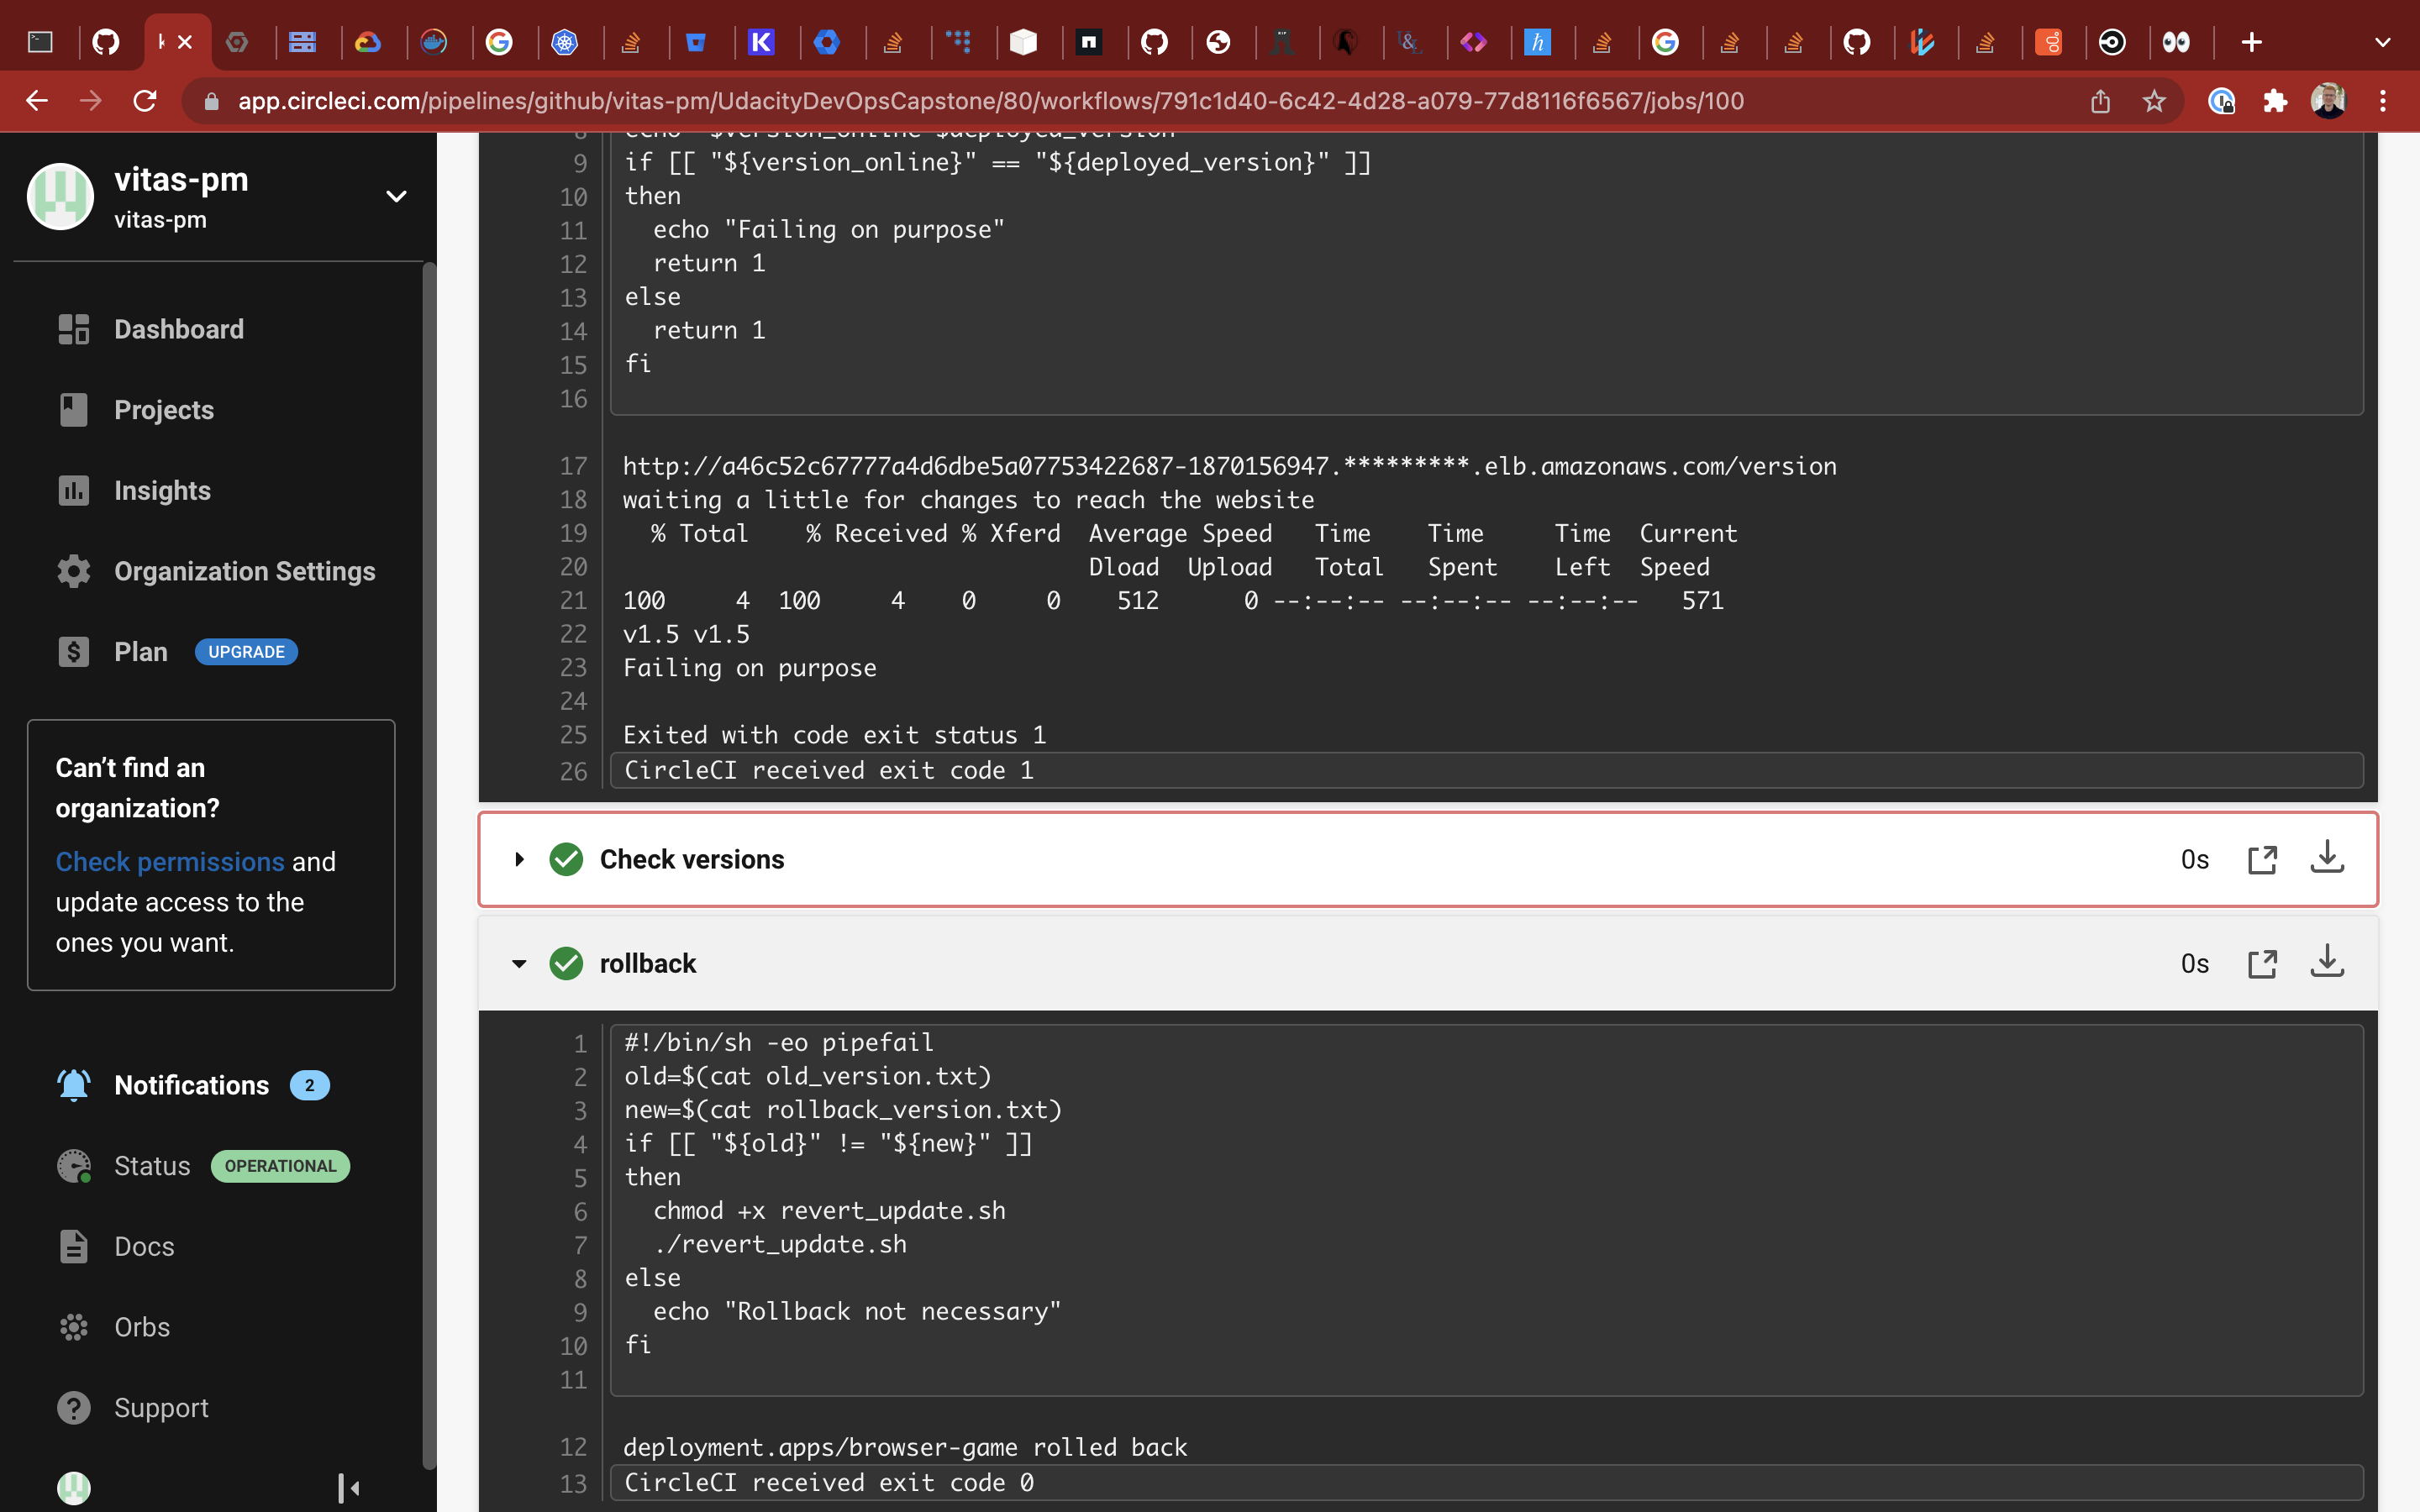 app.circleci.com/pipelines/github/vitas-pm/UdacityDevOpsCapstone/80/workflows/791c1d40-6c42-4d28-a079-77d8116f6567/jobs/100
vitas-pm
vitas-pm
Dashboard
Projects
Insights
Organization Settings
Plan UPGRADE
Can’t find an
organization?
Check permissions and
update access to the
ones you want.
Notifications 2
Status OPERATIONAL
Docs
Orbs
Support
8 echo "$version_online $deployed_version"
9 if [[ "${version_online}" == "${deployed_version}" ]]
10 then
11   echo "Failing on purpose"
12   return 1
13 else
14   return 1
15 fi
16
17 http://a46c52c67777a4d6dbe5a07753422687-1870156947.*********.elb.amazonaws.com/version
18 waiting a little for changes to reach the website
19   % Total    % Received % Xferd  Average Speed   Time    Time     Time  Current
20                                  Dload  Upload   Total   Spent    Left  Speed
21 100     4  100     4    0     0    512      0 --:--:-- --:--:-- --:--:--   571
22 v1.5 v1.5
23 Failing on purpose
24
25 Exited with code exit status 1
26 CircleCI received exit code 1
Check versions 0s
rollback 0s
1 #!/bin/sh -eo pipefail
2 old=$(cat old_version.txt)
3 new=$(cat rollback_version.txt)
4 if [[ "${old}" != "${new}" ]]
5 then
6   chmod +x revert_update.sh
7   ./revert_update.sh
8 else
9   echo "Rollback not necessary"
10 fi
11
12 deployment.apps/browser-game rolled back
13 CircleCI received exit code 0